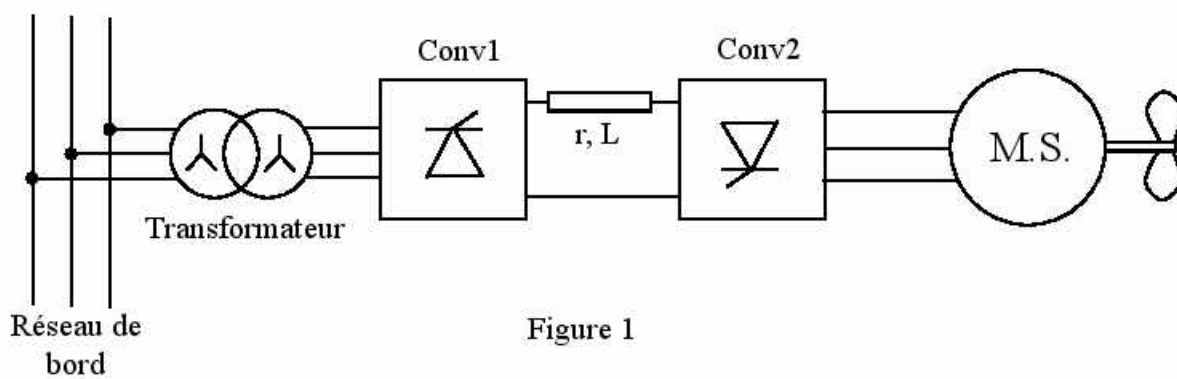 Conv1
Conv2
r, L
M.S.
Transformateur
Réseau de
bord
Figure 1